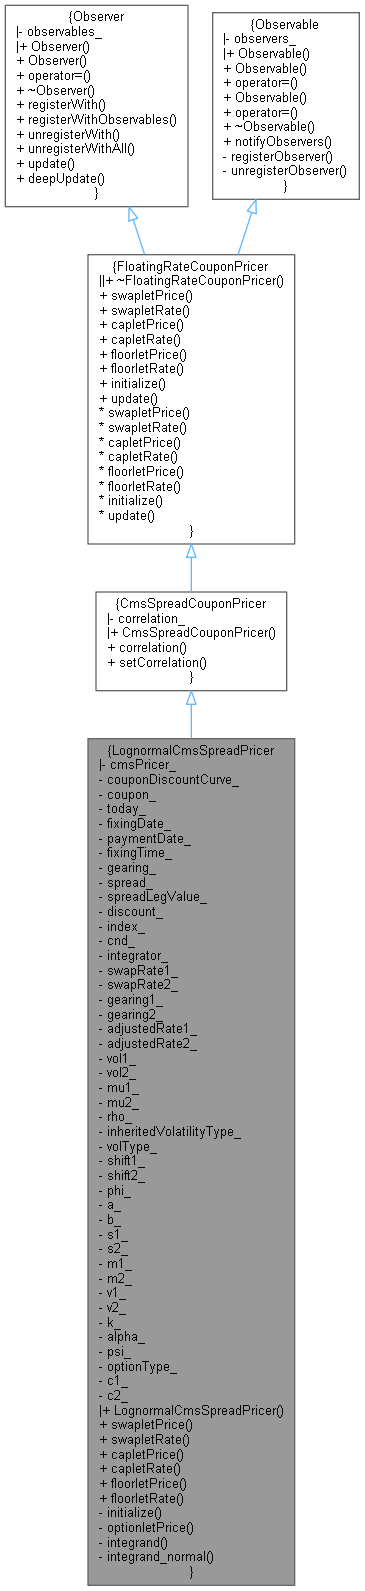 {Observer
|- observables_
|+ Observer()
+ Observer()
+ operator=()
+ ~Observer()
+ registerWith()
+ registerWithObservables()
+ unregisterWith()
+ unregisterWithAll()
+ update()
+ deepUpdate()
}
{Observable
|- observers_
|+ Observable()
+ Observable()
+ operator=()
+ Observable()
+ operator=()
+ ~Observable()
+ notifyObservers()
- registerObserver()
- unregisterObserver()
}
{FloatingRateCouponPricer
||+ ~FloatingRateCouponPricer()
+ swapletPrice()
+ swapletRate()
+ capletPrice()
+ capletRate()
+ floorletPrice()
+ floorletRate()
+ initialize()
+ update()
* swapletPrice()
* swapletRate()
* capletPrice()
* capletRate()
* floorletPrice()
* floorletRate()
* initialize()
* update()
}
{CmsSpreadCouponPricer
|- correlation_
|+ CmsSpreadCouponPricer()
+ correlation()
+ setCorrelation()
}
{LognormalCmsSpreadPricer
|- cmsPricer_
- couponDiscountCurve_
- coupon_
- today_
- fixingDate_
- paymentDate_
- fixingTime_
- gearing_
- spread_
- spreadLegValue_
- discount_
- index_
- cnd_
- integrator_
- swapRate1_
- swapRate2_
- gearing1_
- gearing2_
- adjustedRate1_
- adjustedRate2_
- vol1_
- vol2_
- mu1_
- mu2_
- rho_
- inheritedVolatilityType_
- volType_
- shift1_
- shift2_
- phi_
- a_
- b_
- s1_
- s2_
- m1_
- m2_
- v1_
- v2_
- k_
- alpha_
- psi_
- optionType_
- c1_
- c2_
|+ LognormalCmsSpreadPricer()
+ swapletPrice()
+ swapletRate()
+ capletPrice()
+ capletRate()
+ floorletPrice()
+ floorletRate()
- initialize()
- optionletPrice()
- integrand()
- integrand_normal()
}